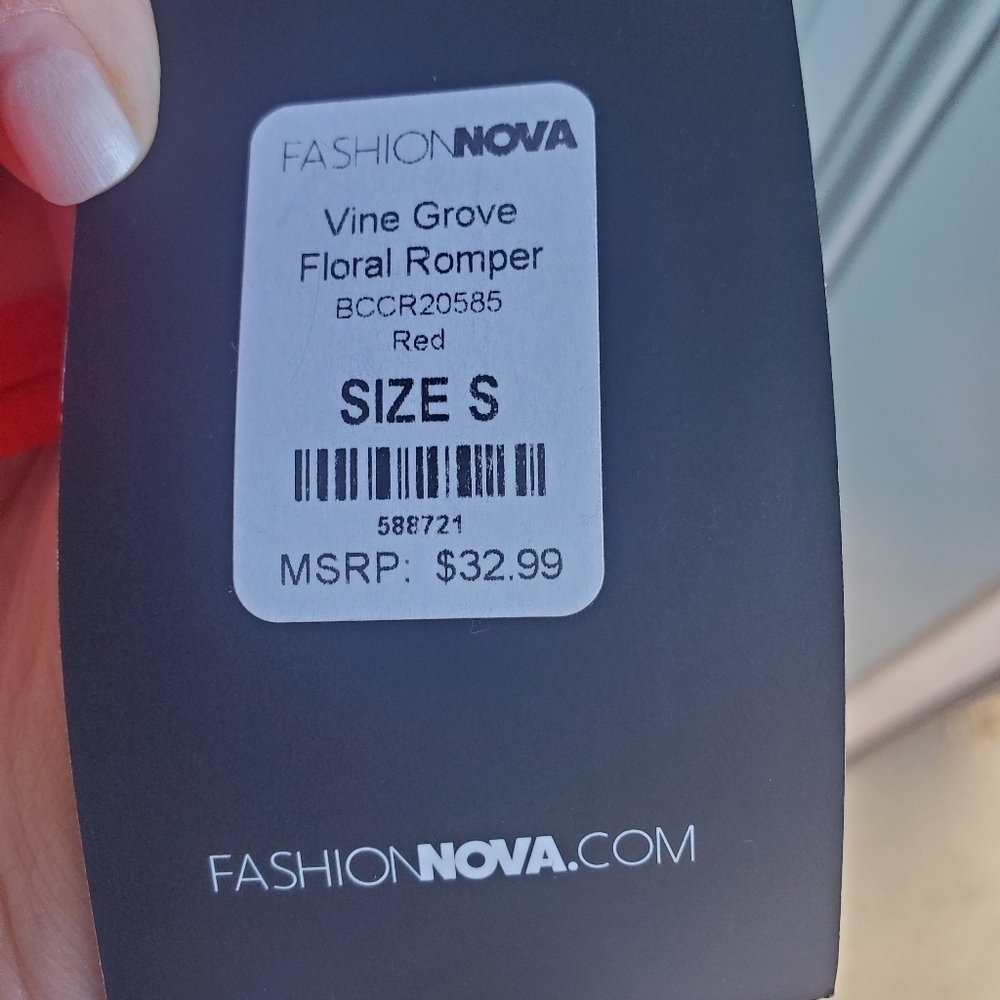 FASHIONNOVA
Vine Grove
Floral Romper
BCCR20585
Red
SIZE S
588721
MSRP: $32.99
FASHIONNOVA.COM